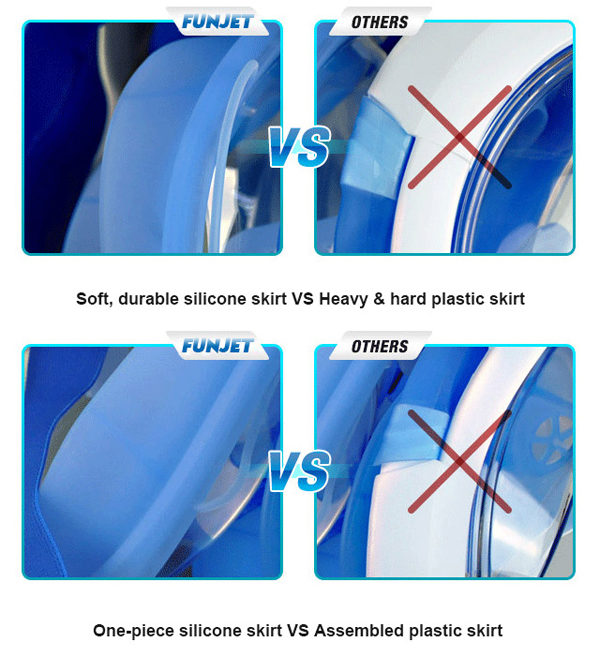 FUNJET
OTHERS
VS
Soft, durable silicone skirt VS Heavy & hard plastic skirt
FUNJET
OTHERS
VS
One-piece silicone skirt VS Assembled plastic skirt